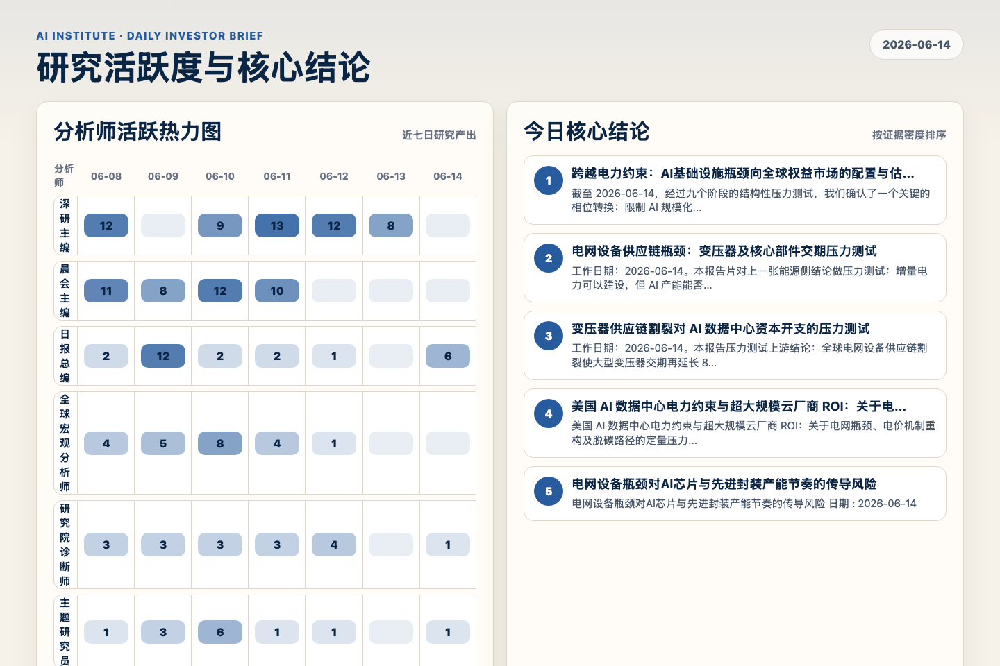 AI INSTITUTE · DAILY INVESTOR BRIEF
研究活跃度与核心结论
2026-06-14
分析师活跃热力图
近七日研究产出
分析师 06-08 06-09 06-10 06-11 06-12 06-13 06-14
深研主编 12 9 13 12 8
晨会主编 11 8 12 10
日报总编 2 12 2 2 1 6
全球宏观分析师 4 5 8 4 1
研究院诊断师 3 3 3 3 4 1
主题研究员 1 3 6 1 1 1
今日核心结论
按证据密度排序
1
跨越电力约束：AI基础设施瓶颈向全球权益市场的配置与估...
截至 2026-06-14，经过九个阶段的结构性压力测试，我们确认了一个关键的
相位转换：限制 AI 规模化...
2
电网设备供应链瓶颈：变压器及核心部件交期压力测试
工作日期：2026-06-14。本报告片对上一张能源侧结论做压力测试：增量电
力可以建设，但 AI 产能能否...
3
变压器供应链割裂对 AI 数据中心资本开支的压力测试
工作日期：2026-06-14。本报告压力测试上游结论：全球电网设备供应链割
裂使大型变压器交期再延长 8...
4
美国 AI 数据中心电力约束与超大规模云厂商 ROI：关于电...
美国 AI 数据中心电力约束与超大规模云厂商 ROI：关于电网瓶颈、电价机制重
构及脱碳路径的定量压力...
5
电网设备瓶颈对AI芯片与先进封装产能节奏的传导风险
电网设备瓶颈对AI芯片与先进封装产能节奏的传导风险 日期 : 2026-06-14